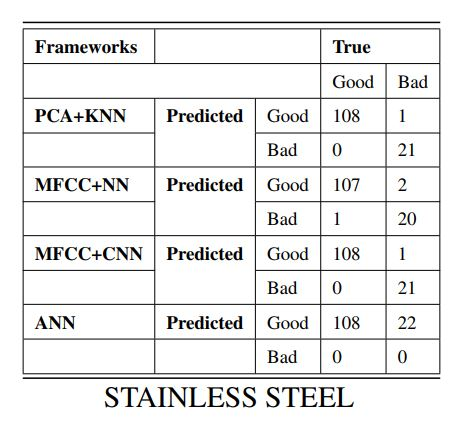 Frameworks True
Good Bad
PCA+KNN Predicted Good 108 1
Bad 0 21
MFCC+NN Predicted Good 107 2
Bad 1 20
MFCC+CNN Predicted Good 108 1
Bad 0 21
ANN Predicted Good 108 22
Bad 0 0
STAINLESS STEEL